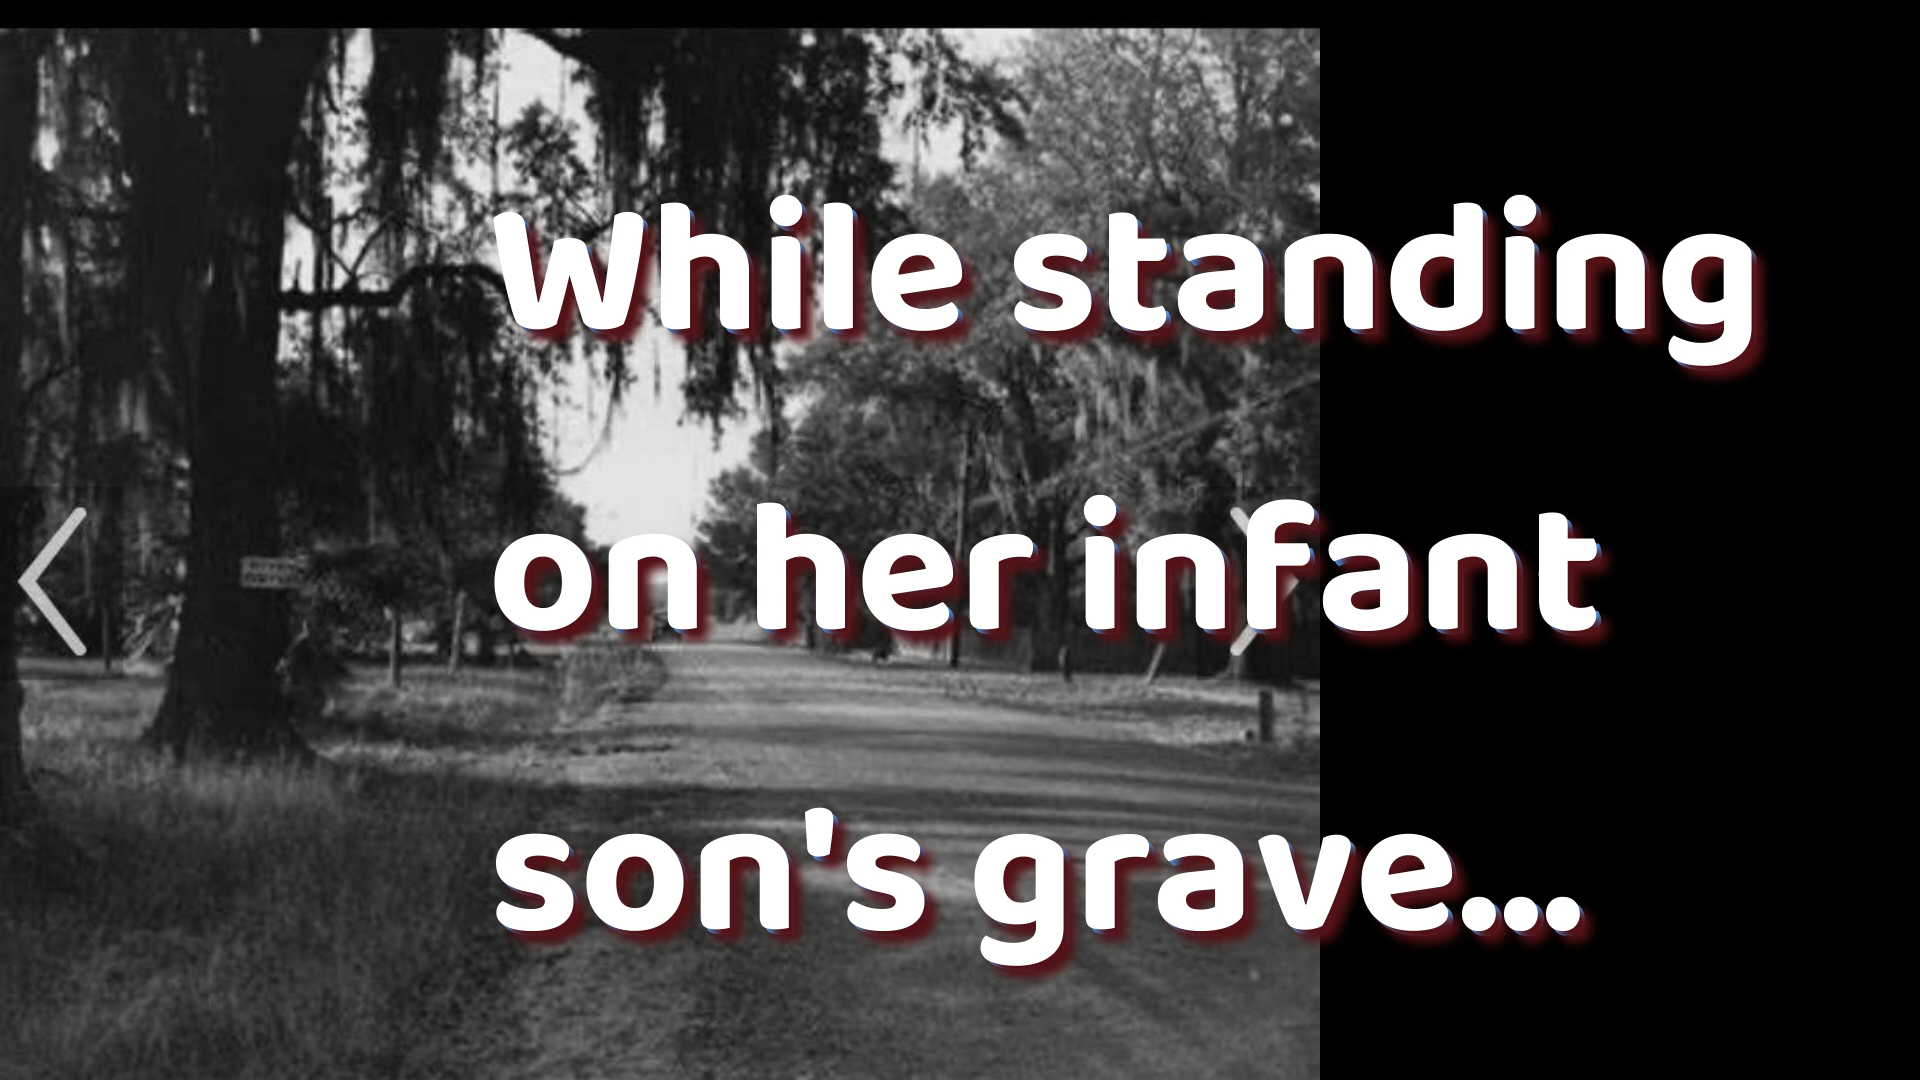 While standing
on her infant
son's grave...